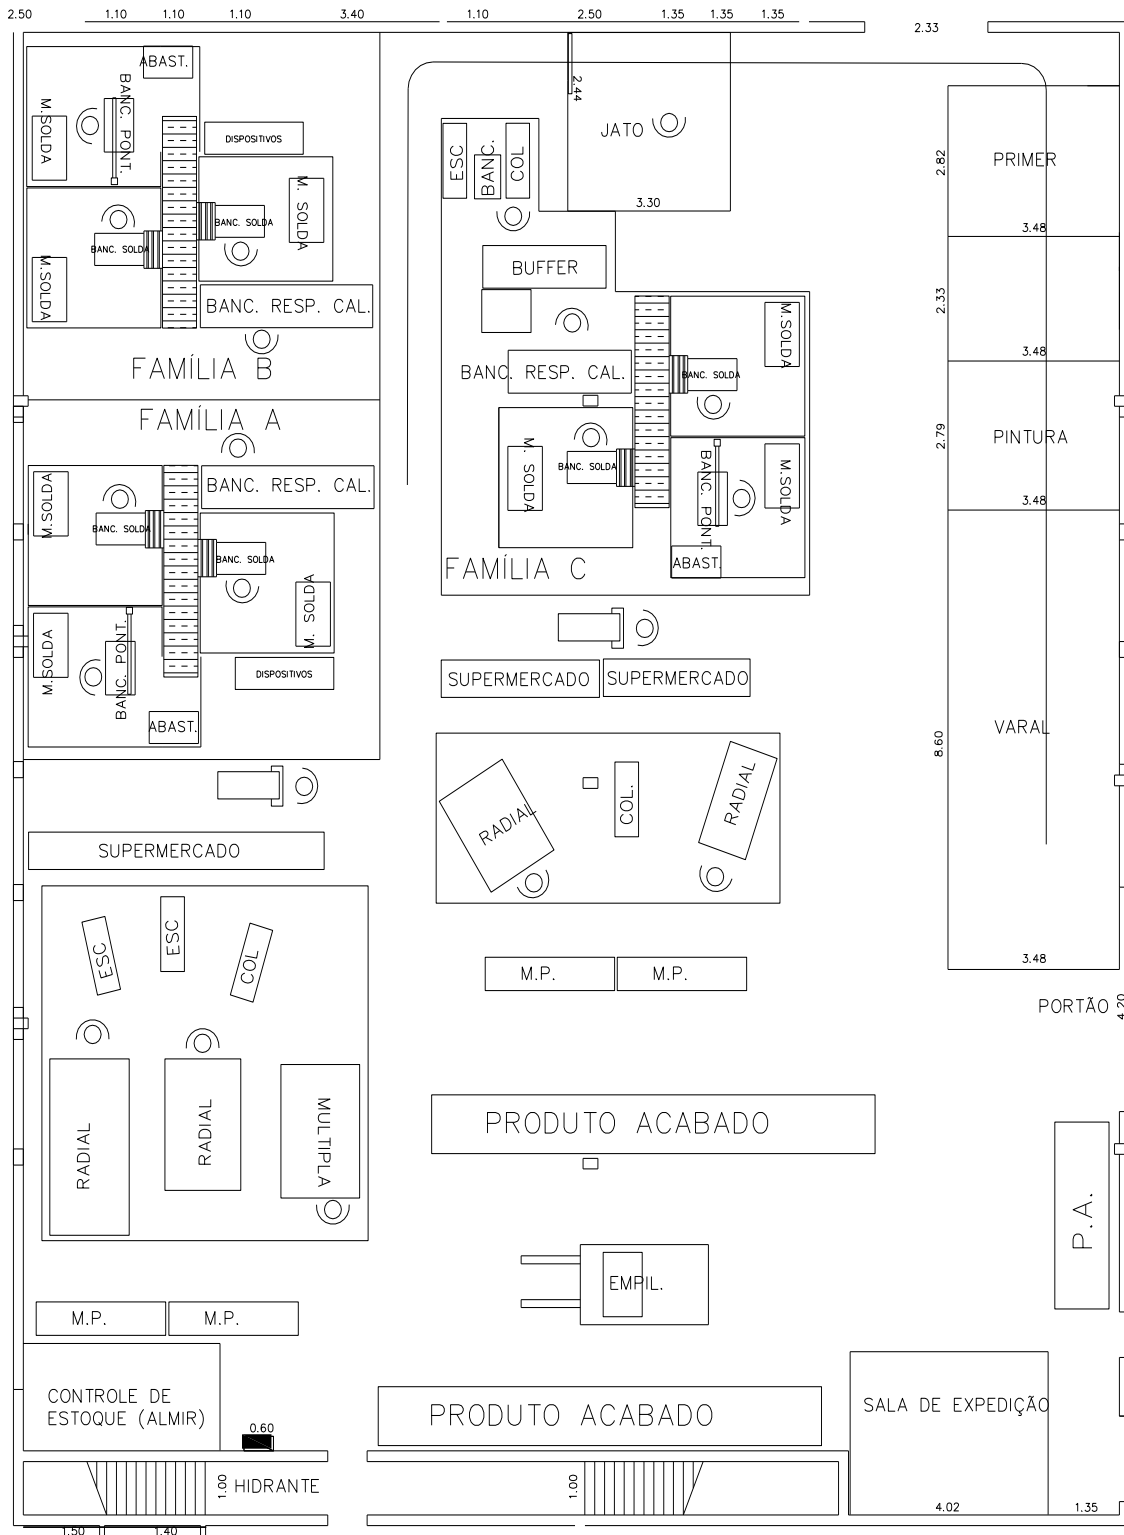 2.50 1.10 1.10 1.10 3.40 1.10 2.50 1.35 1.35 1.35
2.33
ABAST.
M.SOLDA
BANC. PONT.
DISPOSITIVOS
M. SOLDA
BANC. SOLDA
BANC. SOLDA
M.SOLDA
BANC. RESP. CAL.
FAMÍLIA B
FAMÍLIA A
BANC. RESP. CAL.
M.SOLDA
BANC. SOLDA
BANC. SOLDA
M. SOLDA
M.SOLDA
BANC. PONT.
DISPOSITIVOS
ABAST.
SUPERMERCADO
ESC
ESC
COL
RADIAL
RADIAL
MULTIPLA
M.P.
M.P.
CONTROLE DE
ESTOQUE (ALMIR)
0.60
1.00
HIDRANTE
1.50
1.40
2.44
JATO
3.30
ESC
BANC.
COL
BUFFER
BANC. RESP. CAL.
M.SOLDA
BANC. SOLDA
M. SOLDA
BANC. SOLDA
BANC. PONT.
M.SOLDA
ABAST.
FAMÍLIA C
SUPERMERCADO
SUPERMERCADO
RADIAL
COL.
RADIAL
M.P.
M.P.
PRODUTO ACABADO
EMPIL.
PRODUTO ACABADO
1.00
2.82
PRIMER
3.48
2.33
3.48
2.79
PINTURA
3.48
8.60
VARAL
3.48
PORTÃO
4.20
P.A.
SALA DE EXPEDIÇÃO
4.02
1.35